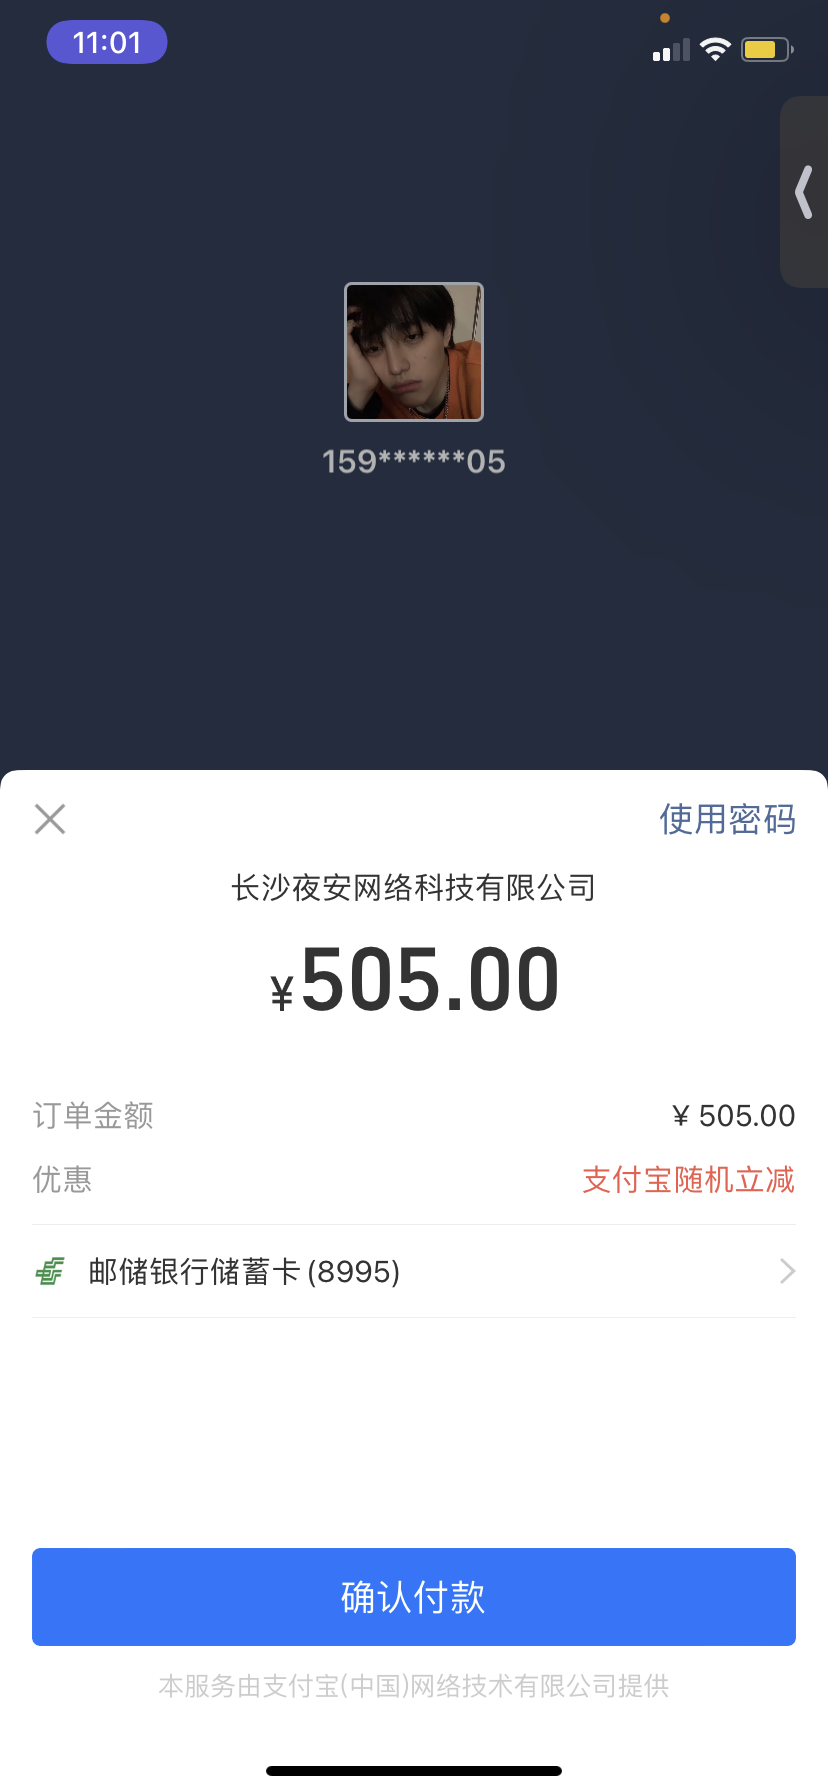 11:01
159******05
使用密码
长沙夜安网络科技有限公司
¥505.00
订单金额 ¥ 505.00
优惠 支付宝随机立减
邮储银行储蓄卡 (8995)
确认付款
本服务由支付宝(中国)网络技术有限公司提供